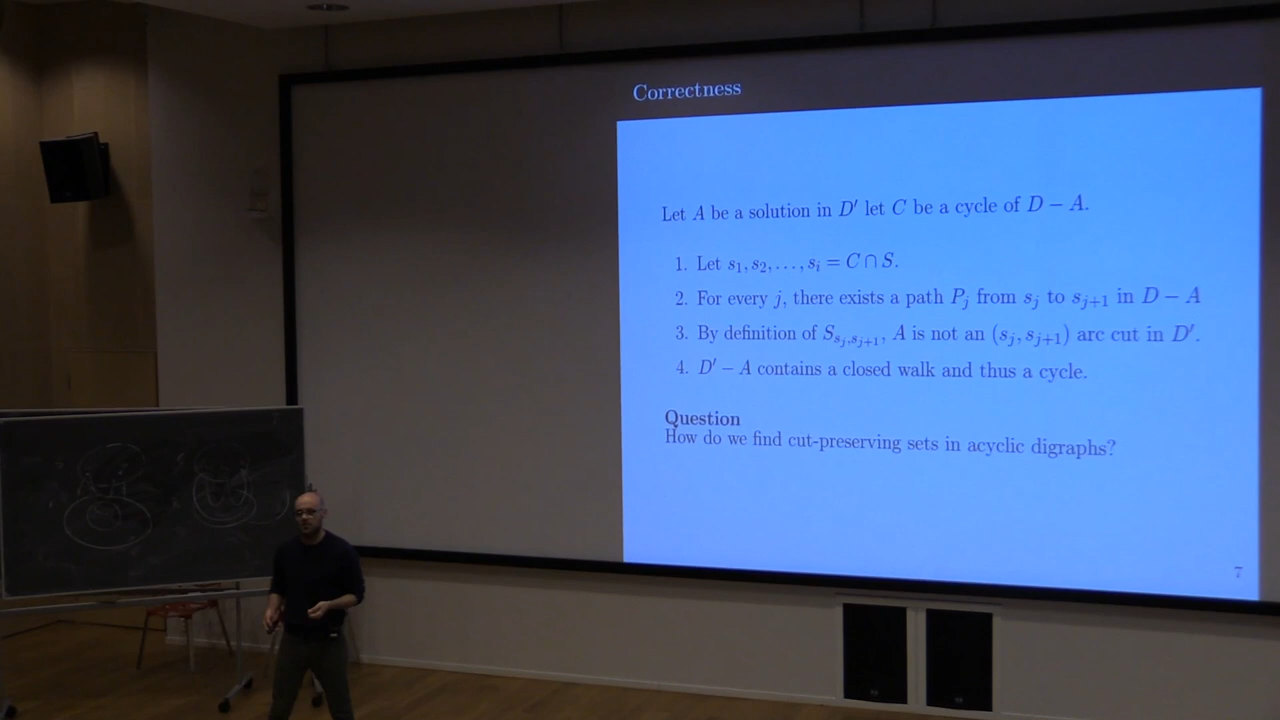 Correctness
Let A be a solution in D′ let C be a cycle of D − A.
1. Let s₁, s₂, . . . , sᵢ = C ∩ S.
2. For every j, there exists a path Pⱼ from sⱼ to sⱼ₊₁ in D − A
3. By definition of S_{sⱼ,sⱼ₊₁}, A is not an (sⱼ, sⱼ₊₁) arc cut in D′.
4. D′ − A contains a closed walk and thus a cycle.
Question
How do we find cut-preserving sets in acyclic digraphs?
7